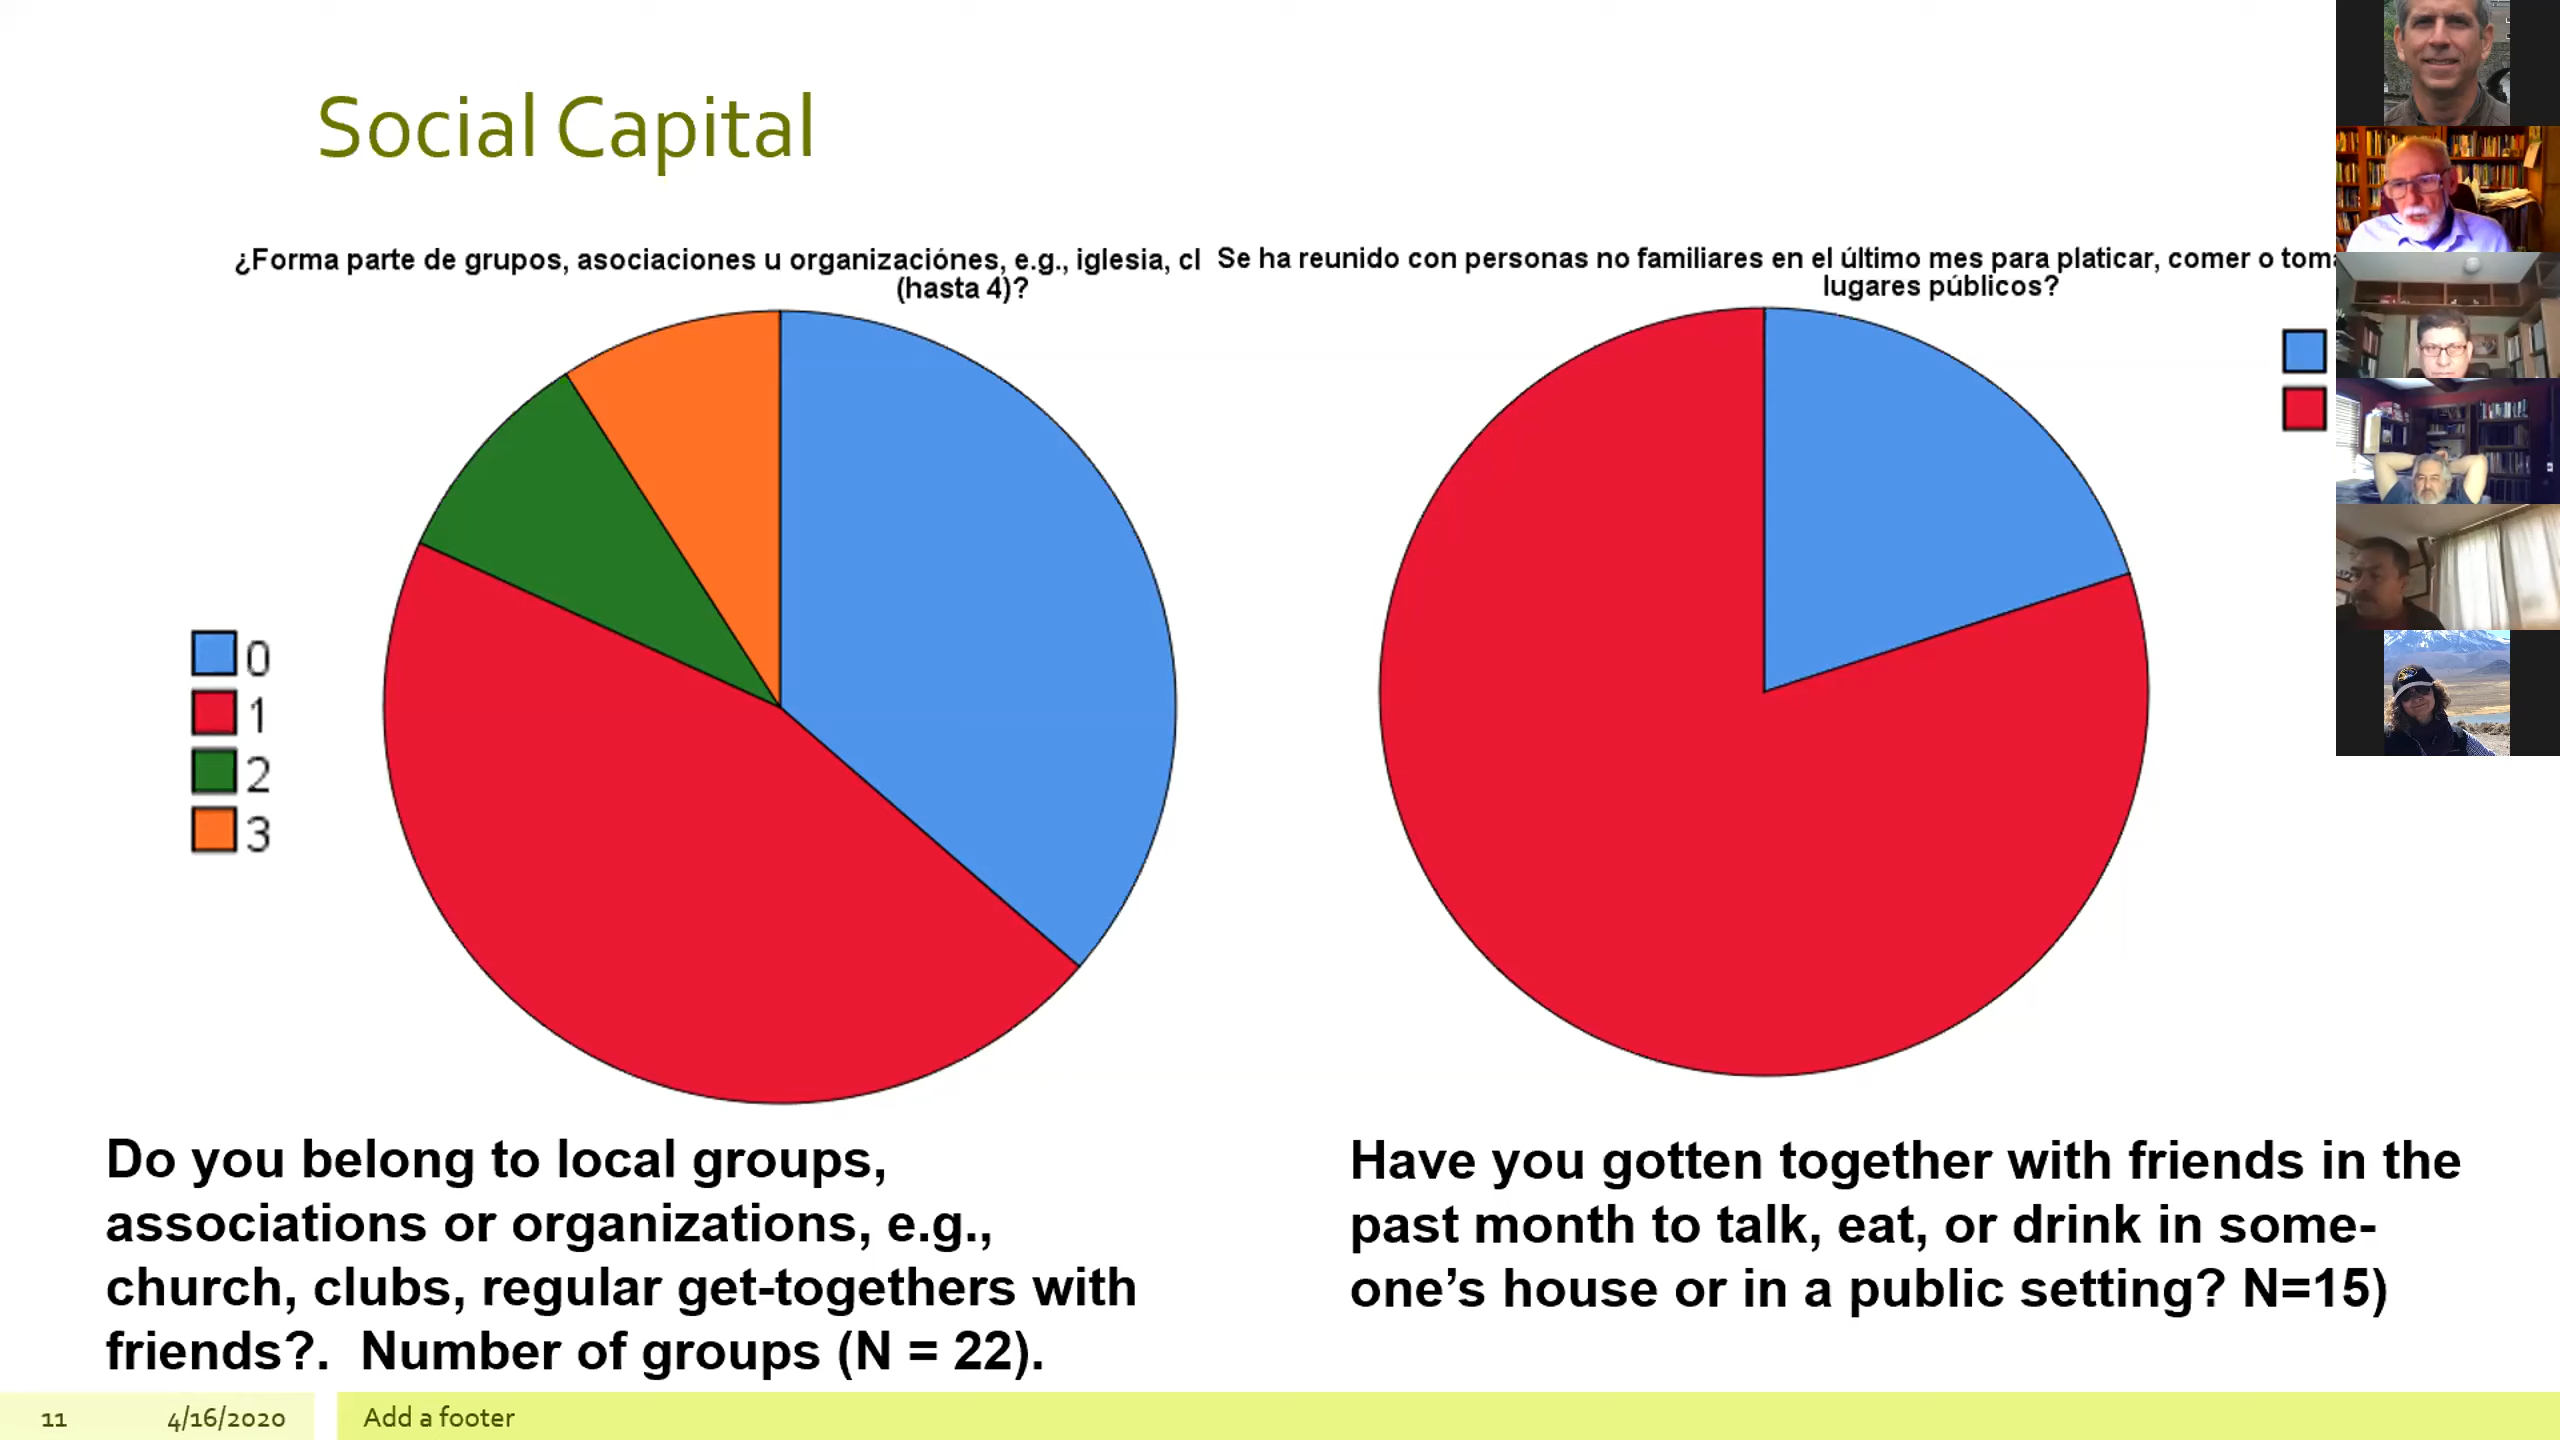 Social Capital
¿Forma parte de grupos, asociaciones u organizaciónes, e.g., iglesia, cl
(hasta 4)?
Se ha reunido con personas no familiares en el último mes para platicar, comer o tom
lugares públicos?
0
1
2
3
Do you belong to local groups,
associations or organizations, e.g.,
church, clubs, regular get-togethers with
friends?.  Number of groups (N = 22).
Have you gotten together with friends in the
past month to talk, eat, or drink in some-
one’s house or in a public setting? N=15)
11
4/16/2020
Add a footer